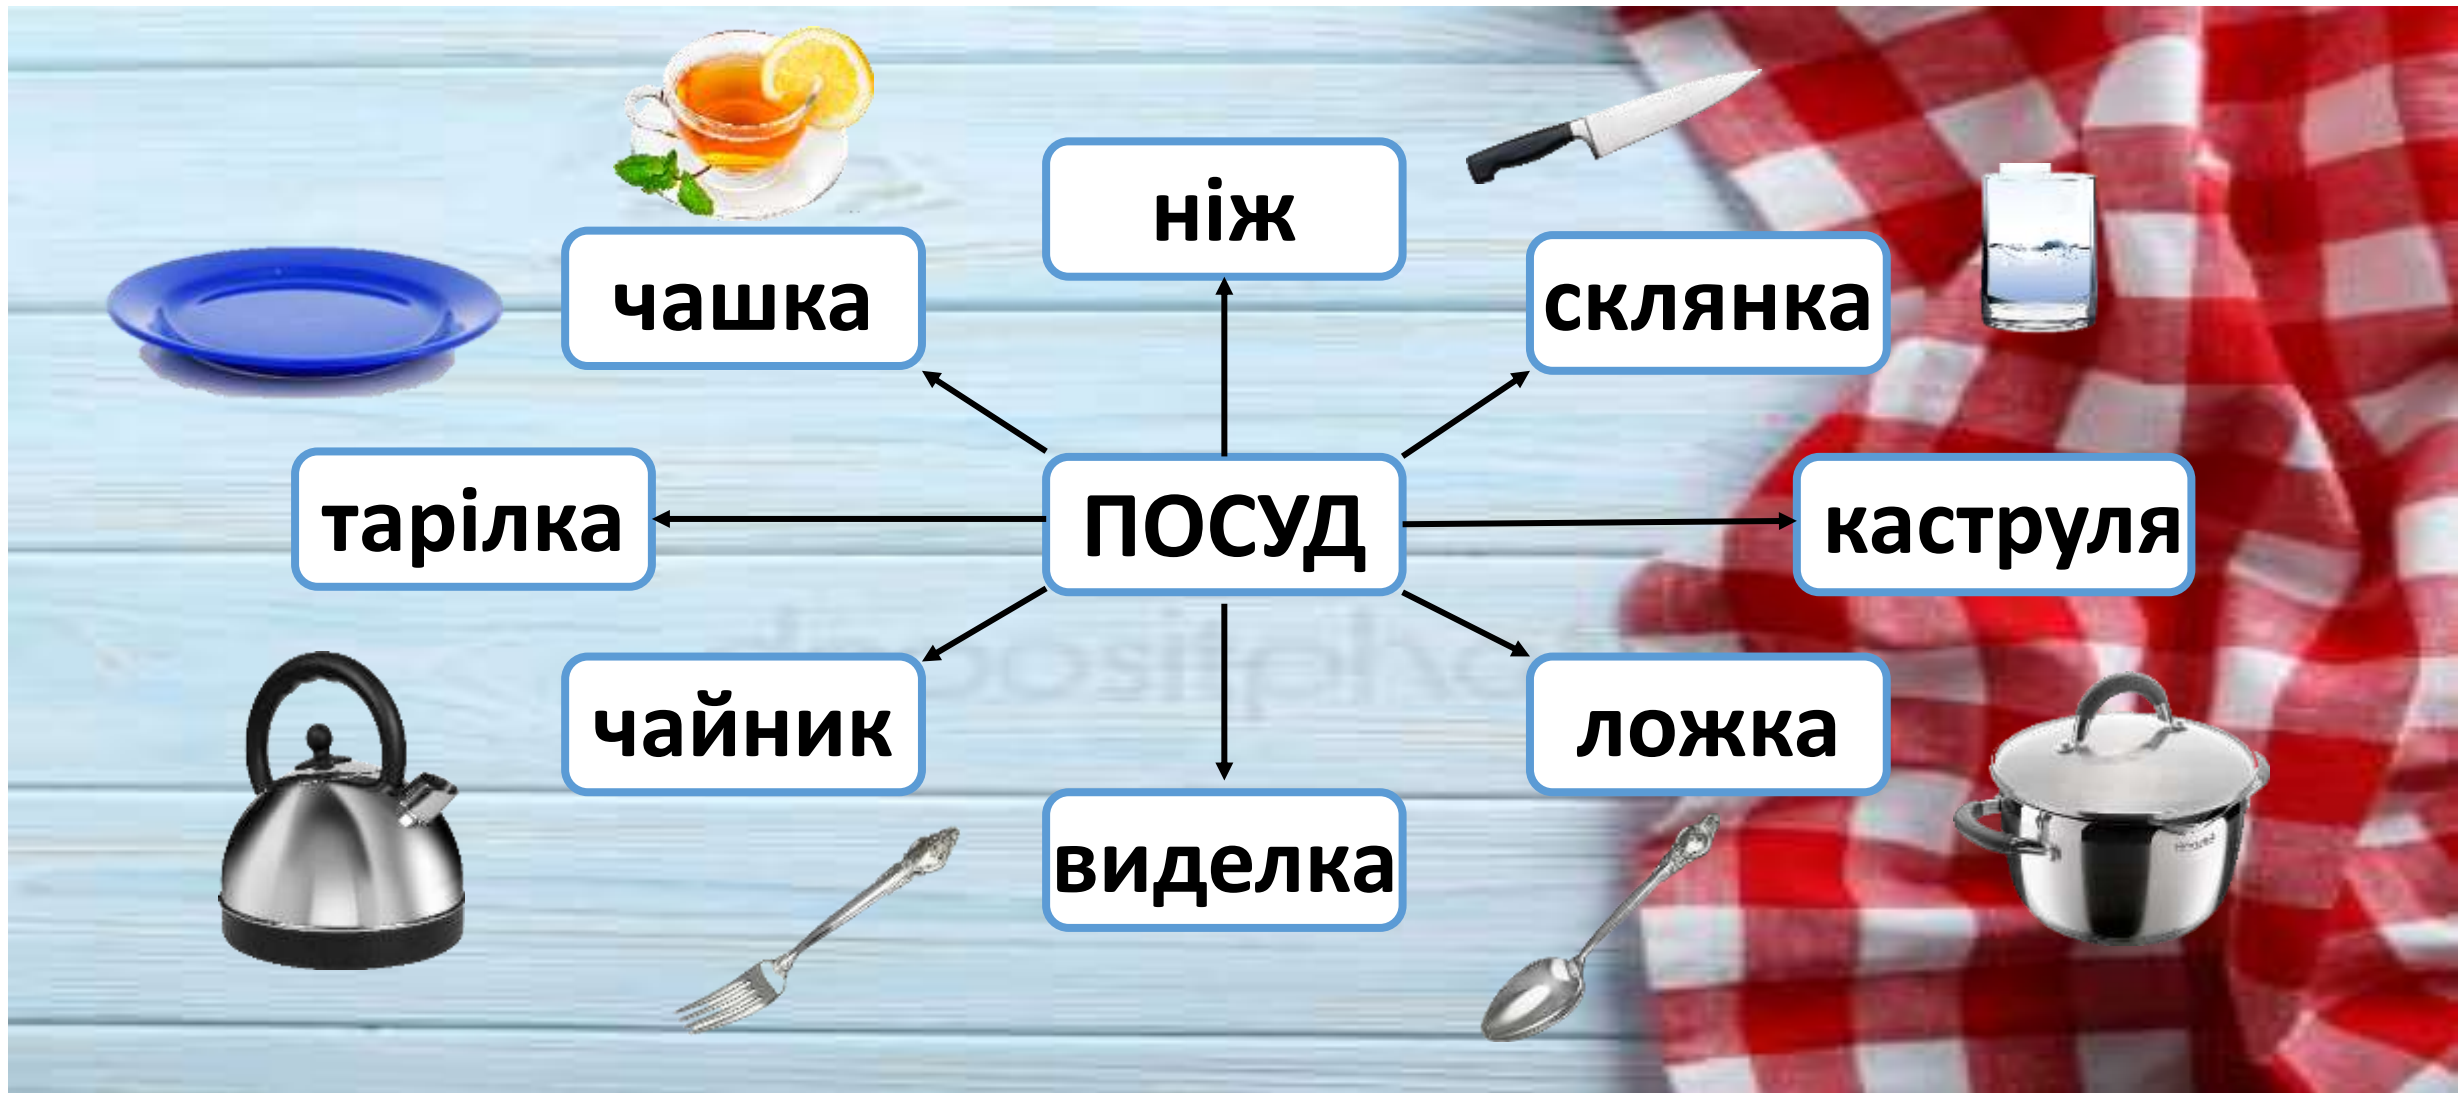 ніж
чашка
склянка
тарілка
ПОСУД
каструля
чайник
ложка
виделка